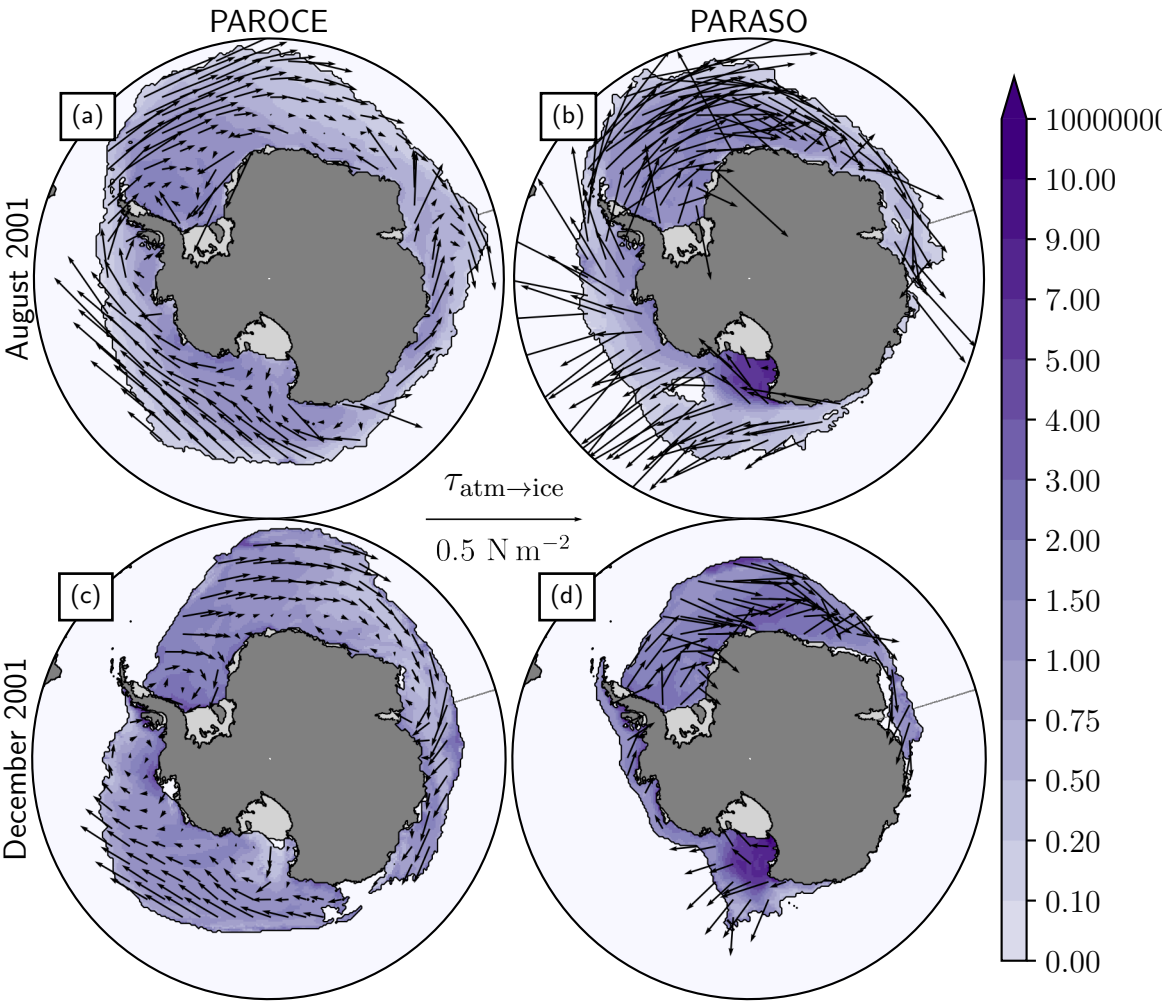 PAROCE PARASO
August 2001
(a)
(b)
τatm→ice
0.5 N m−2
December 2001
(c)
(d)
10000000
10.00
9.00
7.00
5.00
4.00
3.00
2.00
1.50
1.00
0.75
0.50
0.20
0.10
0.00